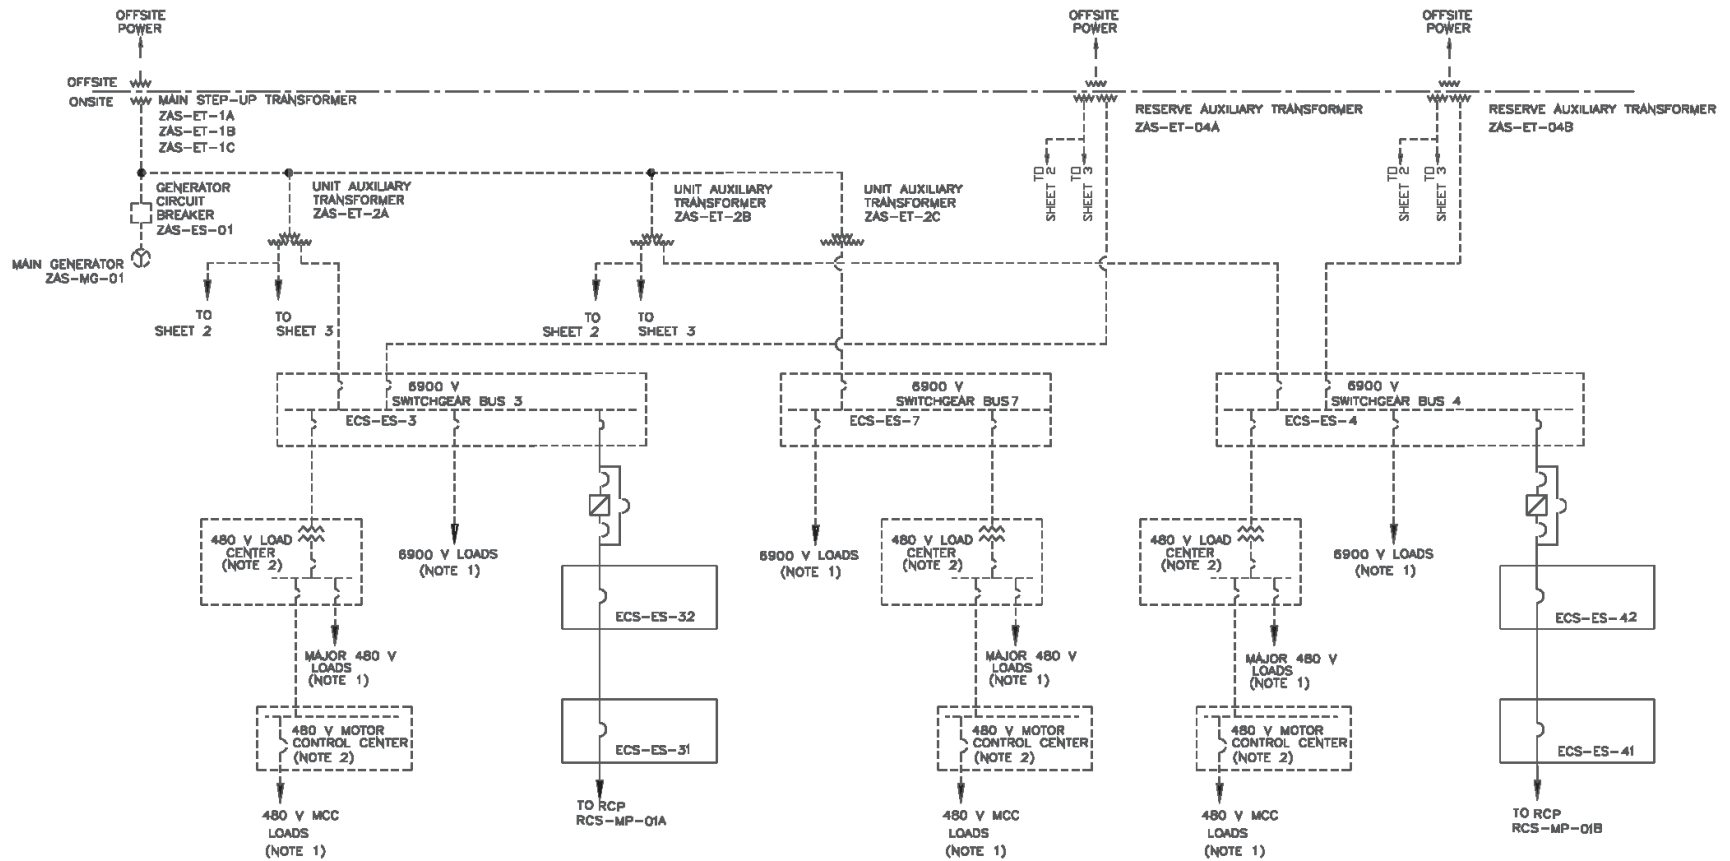 OFFSITE
POWER
OFFSITE
POWER
OFFSITE
POWER
OFFSITE
ONSITE
MAIN STEP-UP TRANSFORMER
ZAS-ET-1A
ZAS-ET-1B
ZAS-ET-1C
RESERVE AUXILIARY TRANSFORMER
ZAS-ET-04A
RESERVE AUXILIARY TRANSFORMER
ZAS-ET-04B
TO
SHEET 2
TO
SHEET 3
TO
SHEET 2
TO
SHEET 3
GENERATOR
CIRCUIT
BREAKER
ZAS-ES-01
UNIT AUXILIARY
TRANSFORMER
ZAS-ET-2A
UNIT AUXILIARY
TRANSFORMER
ZAS-ET-2B
UNIT AUXILIARY
TRANSFORMER
ZAS-ET-2C
MAIN GENERATOR
ZAS-MG-01
TO
SHEET 2
TO
SHEET 3
TO
SHEET 2
TO
SHEET 3
6900 V
SWITCHGEAR BUS 3
ECS-ES-3
6900 V
SWITCHGEAR BUS7
ECS-ES-7
6900 V
SWITCHGEAR BUS 4
ECS-ES-4
480 V LOAD
CENTER
(NOTE 2)
6900 V LOADS
(NOTE 1)
6900 V LOADS
(NOTE 1)
480 V LOAD
CENTER
(NOTE 2)
480 V LOAD
CENTER
(NOTE 2)
6900 V LOADS
(NOTE 1)
ECS-ES-32
ECS-ES-42
MAJOR 480 V
LOADS
(NOTE 1)
MAJOR 480 V
LOADS
(NOTE 1)
MAJOR 480 V
LOADS
(NOTE 1)
480 V MOTOR
CONTROL CENTER
(NOTE 2)
ECS-ES-31
480 V MOTOR
CONTROL CENTER
(NOTE 2)
480 V MOTOR
CONTROL CENTER
(NOTE 2)
ECS-ES-41
480 V MCC
LOADS
(NOTE 1)
TO RCP
RCS-MP-01A
480 V MCC
LOADS
(NOTE 1)
480 V MCC
LOADS
(NOTE 1)
TO RCP
RCS-MP-01B